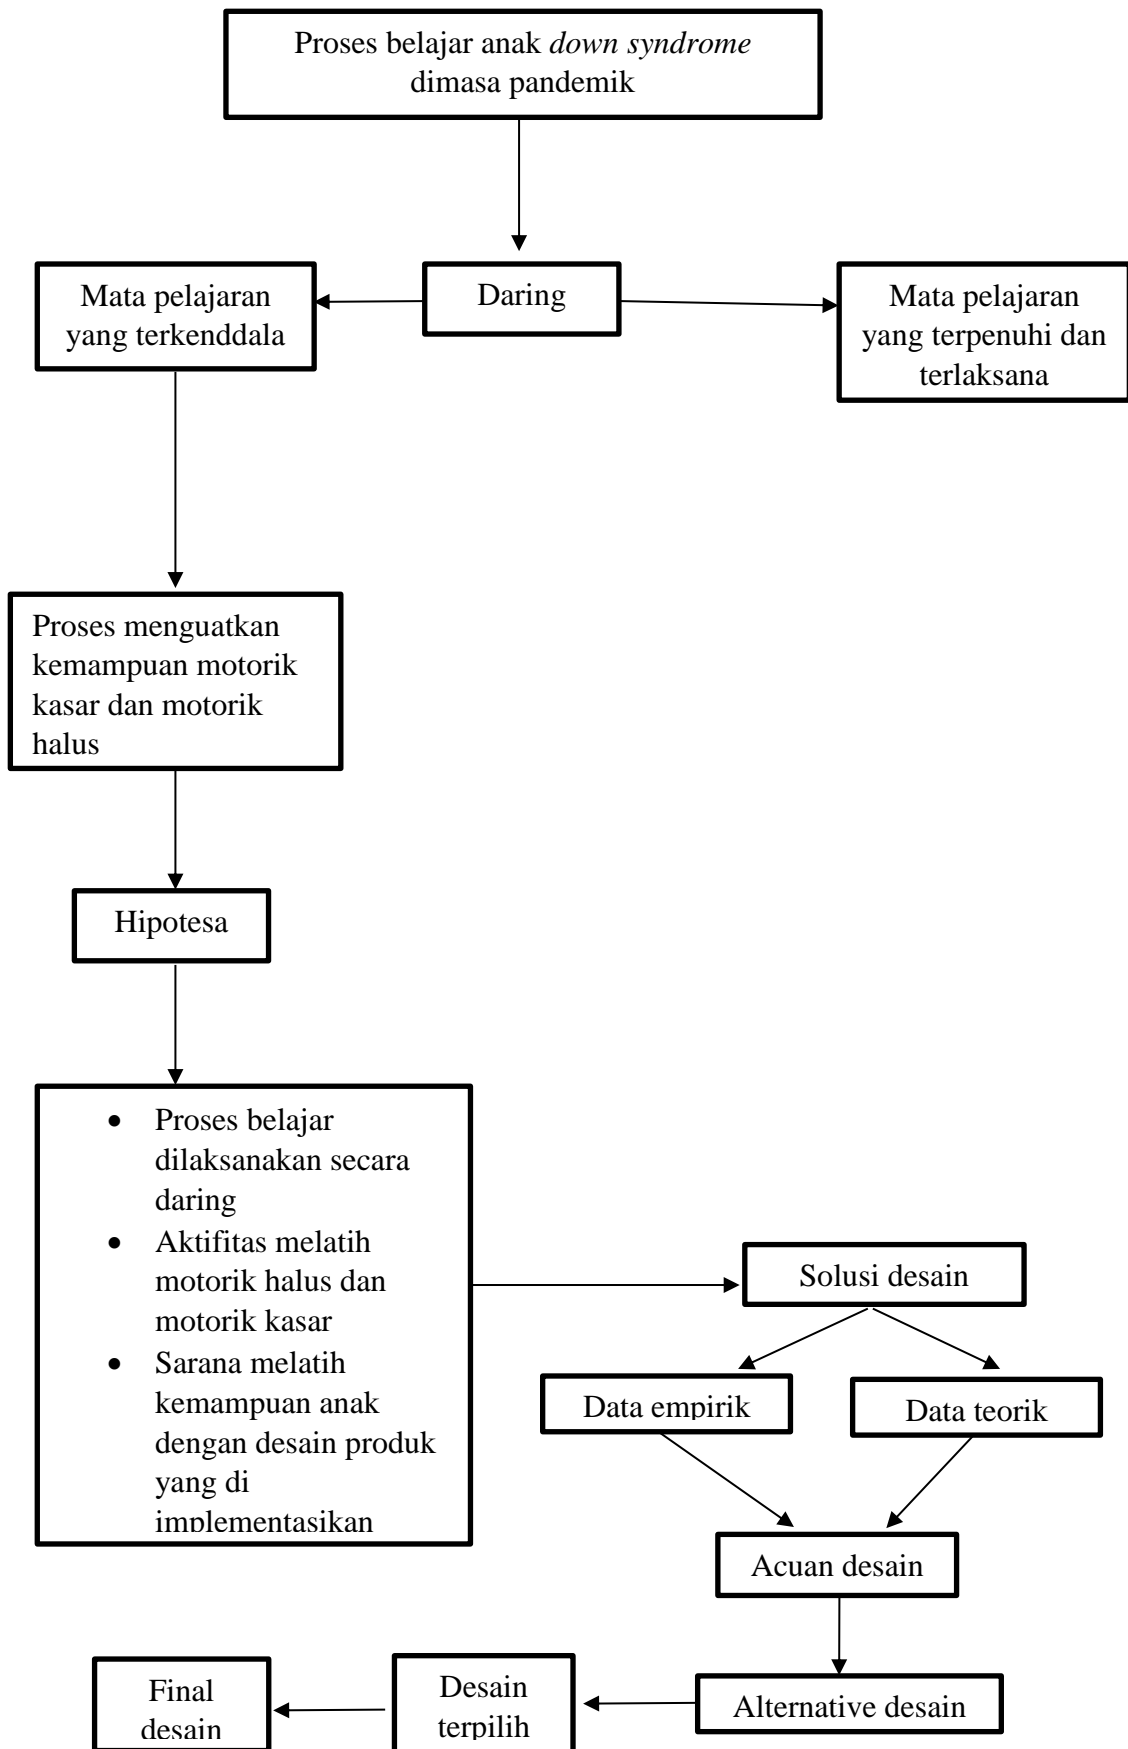 Proses belajar anak down syndrome
dimasa pandemik
Mata pelajaran
yang terkenddala
Daring
Mata pelajaran
yang terpenuhi dan
terlaksana
Proses menguatkan
kemampuan motorik
kasar dan motorik
halus
Hipotesa
• Proses belajar
dilaksanakan secara
daring
• Aktifitas melatih
motorik halus dan
motorik kasar
• Sarana melatih
kemampuan anak
dengan desain produk
yang di
implementasikan
Solusi desain
Data empirik
Data teorik
Acuan desain
Alternative desain
Desain
terpilih
Final
desain